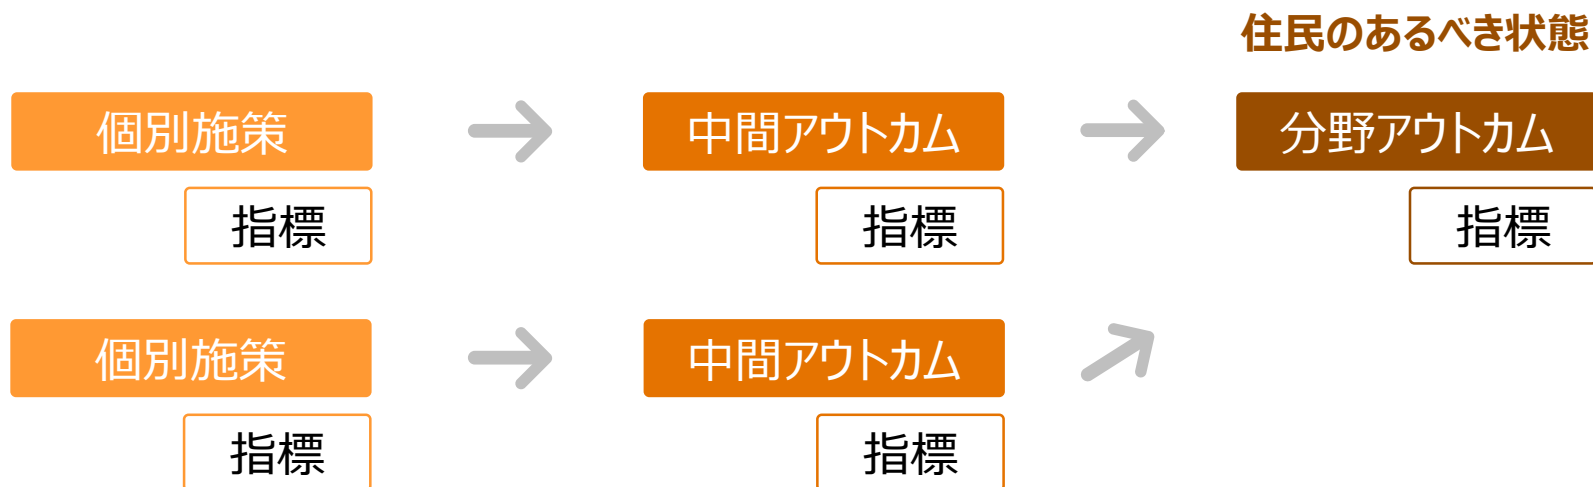 住民のあるべき状態
個別施策
中間アウトカム
分野アウトカム
指標
指標
指標
個別施策
中間アウトカム
指標
指標